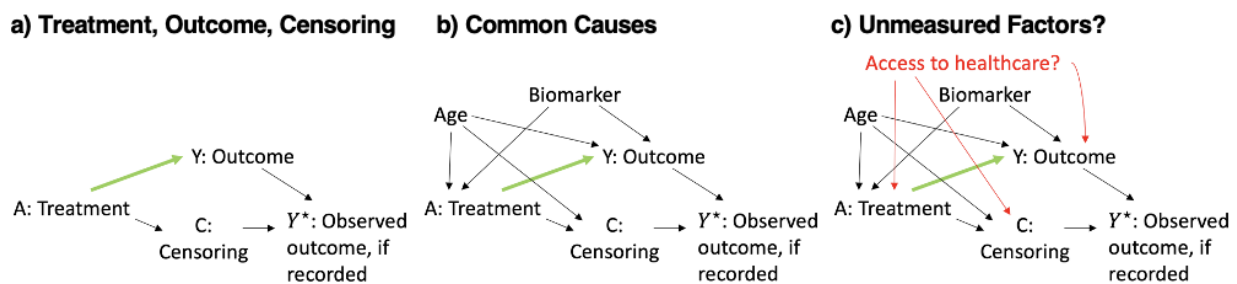 a) Treatment, Outcome, Censoring
Y: Outcome
A: Treatment
C:
Censoring
Y*: Observed
outcome, if
recorded
b) Common Causes
Biomarker
Age
Y: Outcome
A: Treatment
C:
Censoring
Y*: Observed
outcome, if
recorded
c) Unmeasured Factors?
Access to healthcare?
Biomarker
Age
Y: Outcome
A: Treatment
C:
Censoring
Y*: Observed
outcome, if
recorded